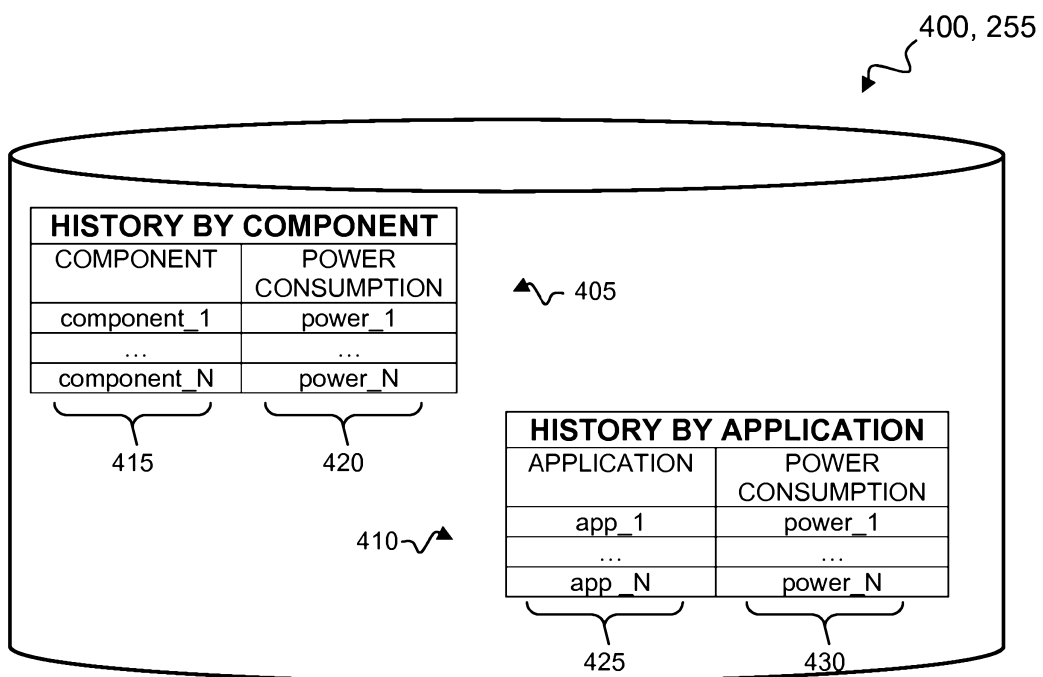 400, 255
HISTORY BY COMPONENT
COMPONENT POWER CONSUMPTION
component_1 power_1
... ...
component_N power_N
405
415 420
HISTORY BY APPLICATION
APPLICATION POWER CONSUMPTION
app_1 power_1
... ...
app _N power_N
410
425 430